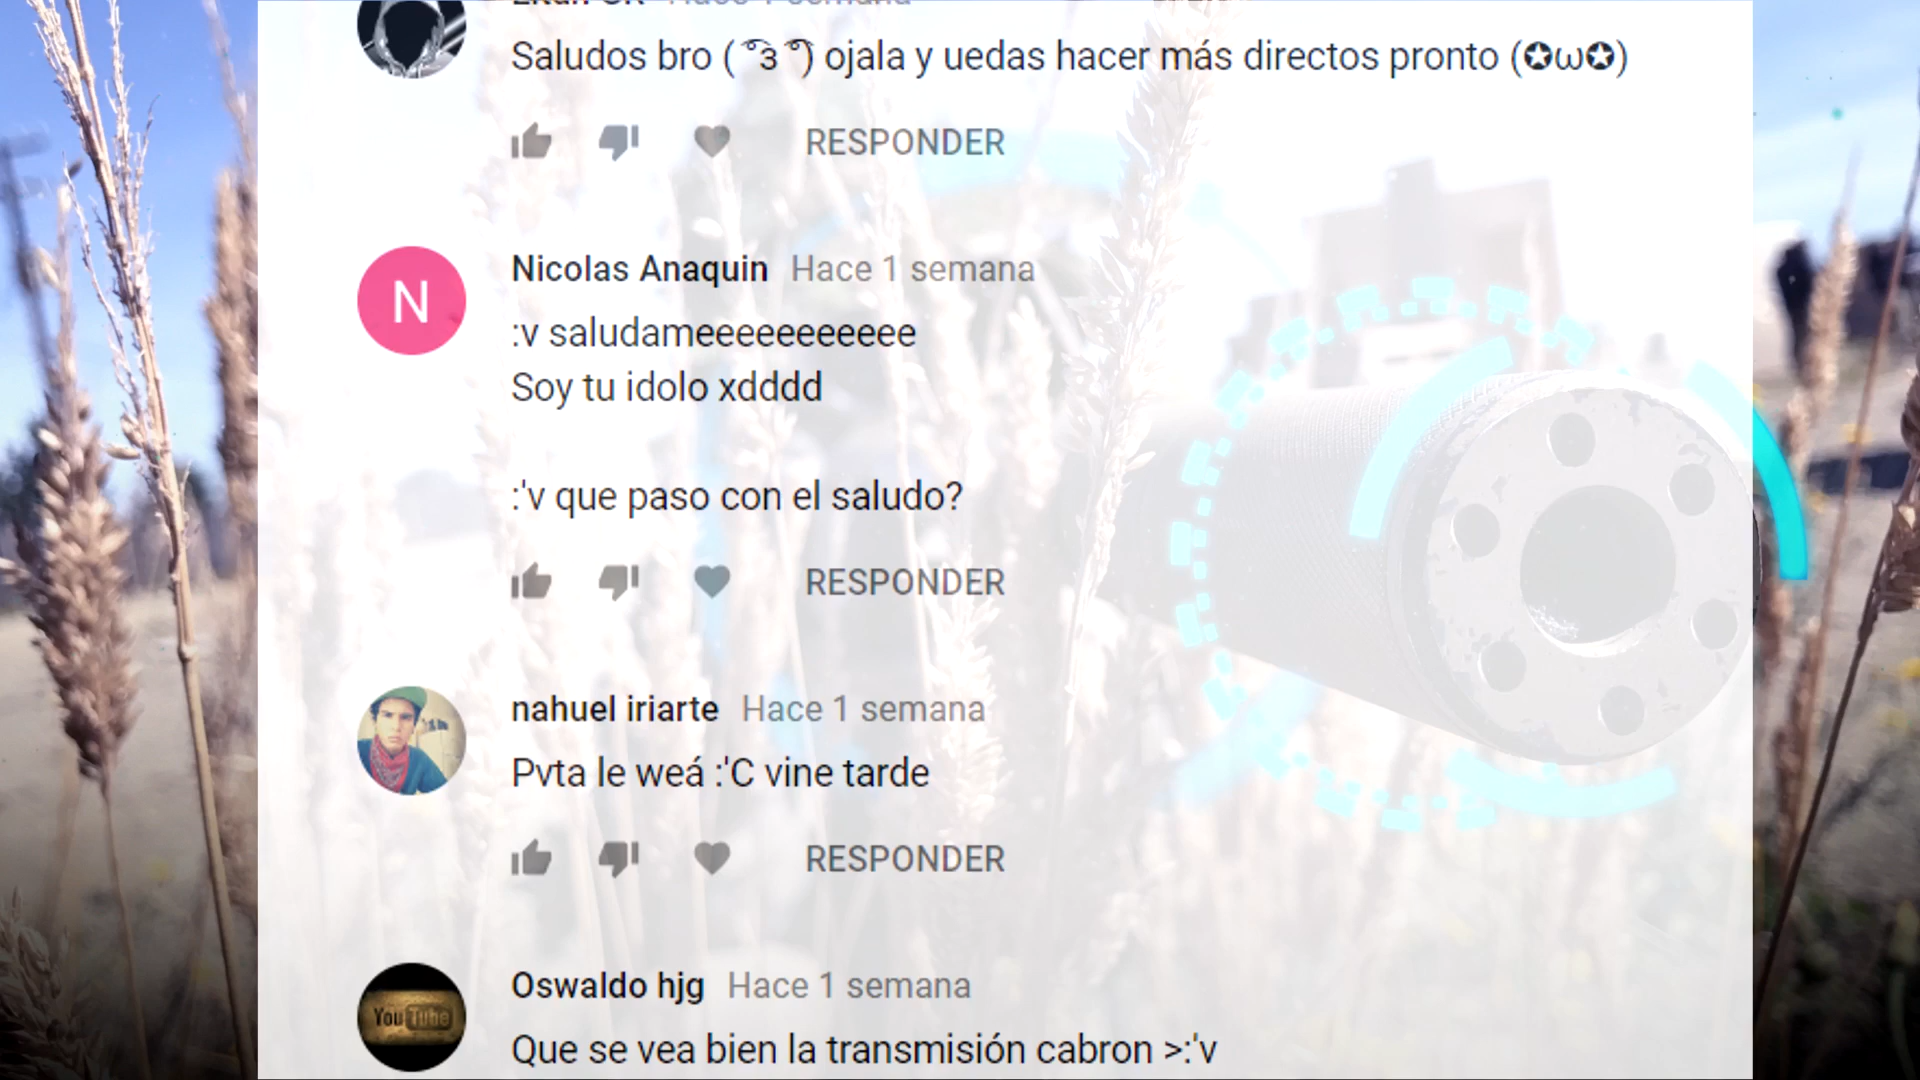 Saludos bro ( ͡° ͜ʖ ͡°) ojala y uedas hacer más directos pronto (✪ω✪)
RESPONDER
N
Nicolas Anaquin Hace 1 semana
:v saludameeeeeeeeeee
Soy tu idolo xdddd
:'v que paso con el saludo?
RESPONDER
nahuel iriarte Hace 1 semana
Pvta le weá :'C vine tarde
RESPONDER
YouTube
Oswaldo hjg Hace 1 semana
Que se vea bien la transmisión cabron >:'v